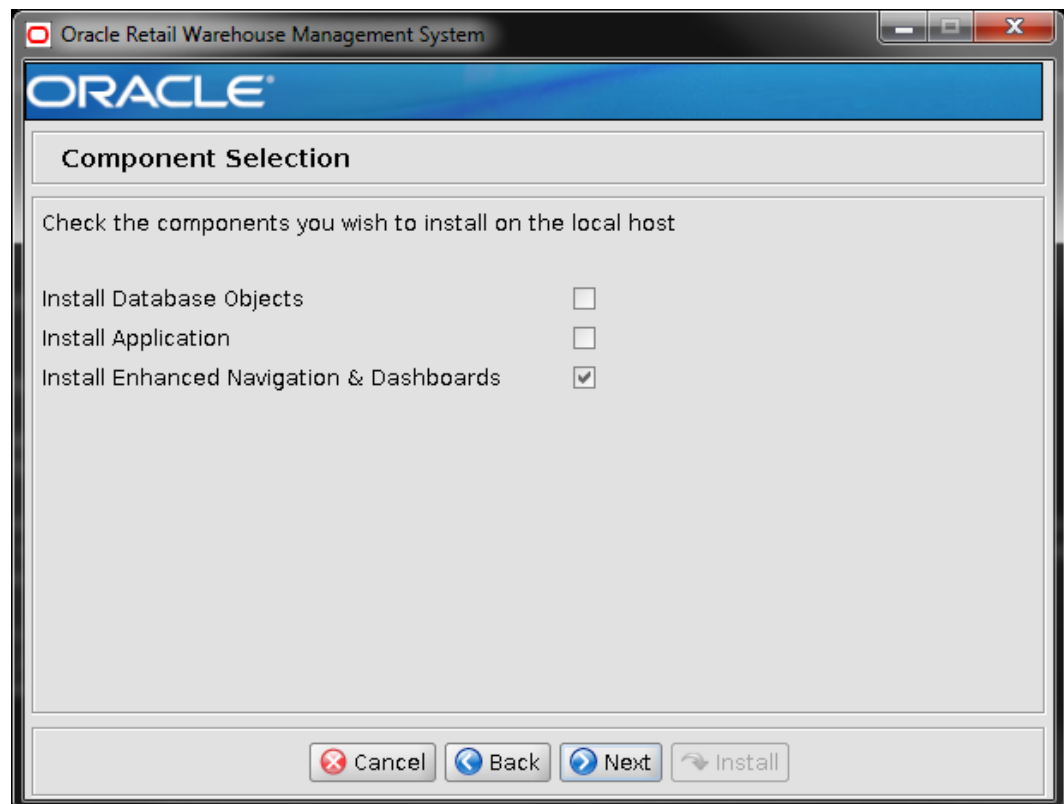 Oracle Retail Warehouse Management System
ORACLE®
Component Selection
Check the components you wish to install on the local host
Install Database Objects
Install Application
Install Enhanced Navigation & Dashboards
Cancel Back Next Install